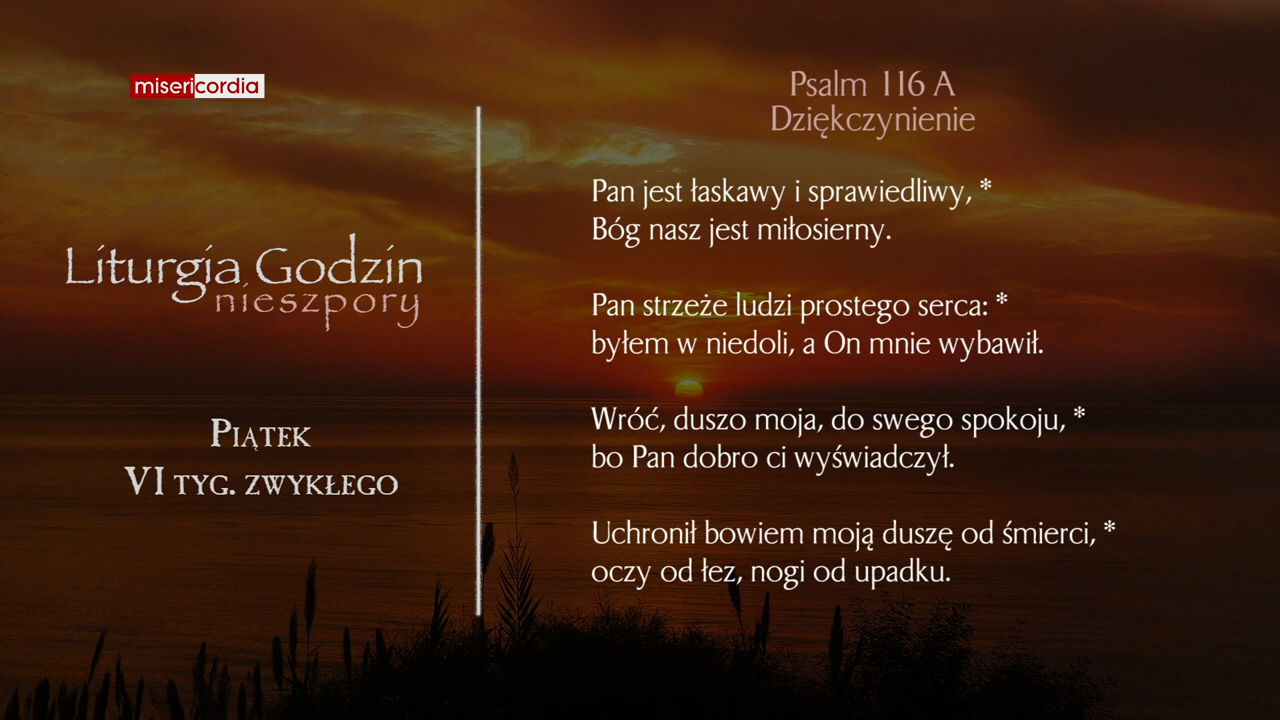 misericordia
Liturgia Godzin
nieszpory
Piątek
VI tyg. zwykłego
Psalm 116 A
Dziękczynienie
Pan jest łaskawy i sprawiedliwy, *
Bóg nasz jest miłosierny.
Pan strzeże ludzi prostego serca: *
byłem w niedoli, a On mnie wybawił.
Wróć, duszo moja, do swego spokoju, *
bo Pan dobro ci wyświadczył.
Uchronił bowiem moją duszę od śmierci, *
oczy od łez, nogi od upadku.